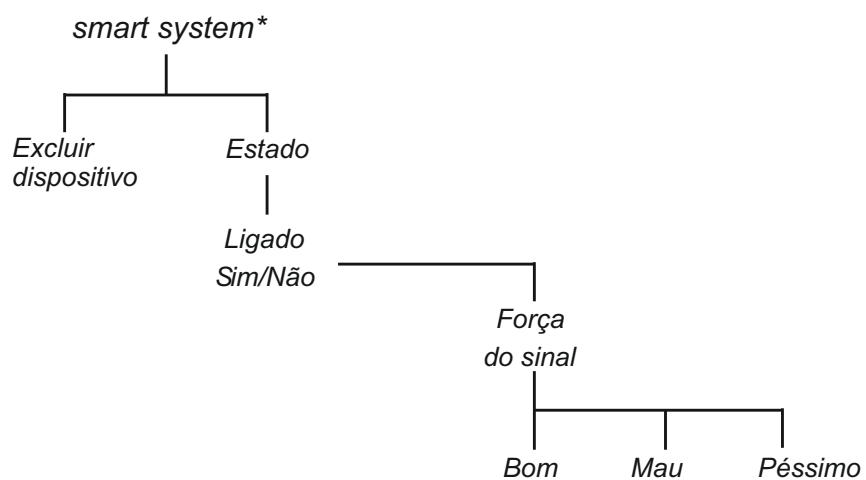 smart system*
Excluir
dispositivo
Estado
Ligado
Sim/Não
Força
do sinal
Bom
Mau
Péssimo